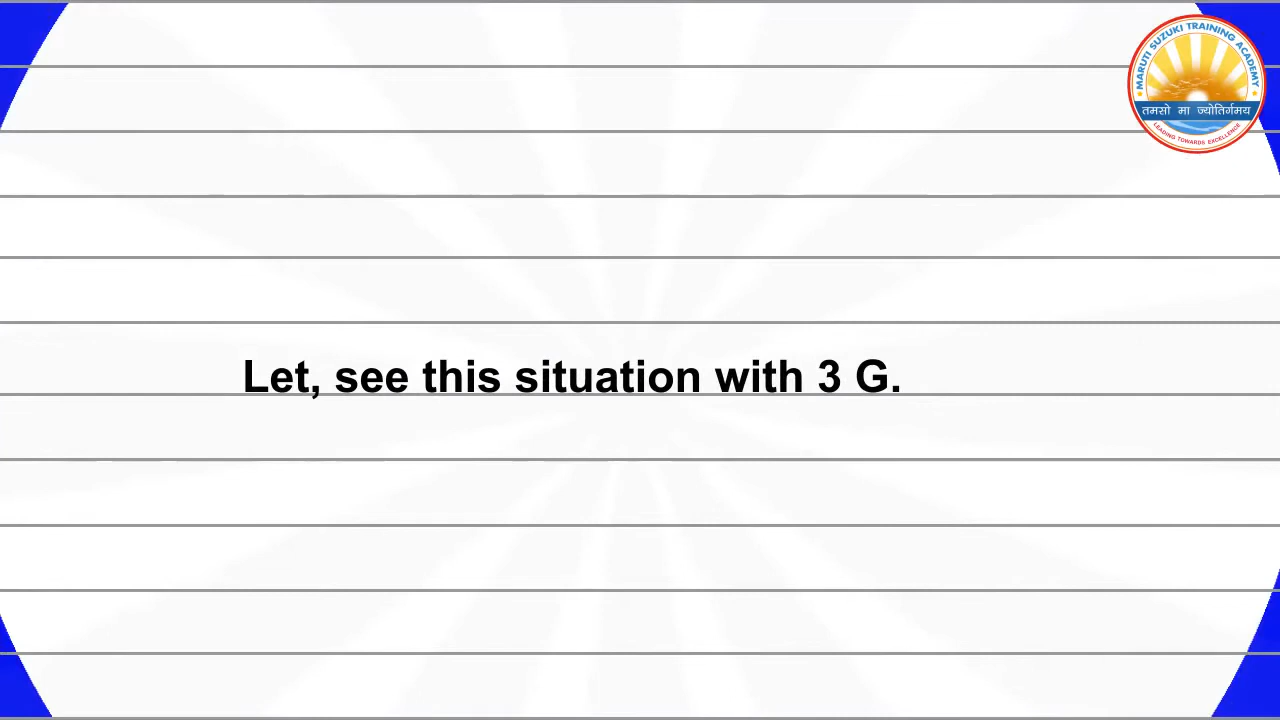 MARUTI SUZUKI TRAINING ACADEMY
तमसो मा ज्योतिर्गमय
LEADING TOWARDS EXCELLENCE
Let, see this situation with 3 G.